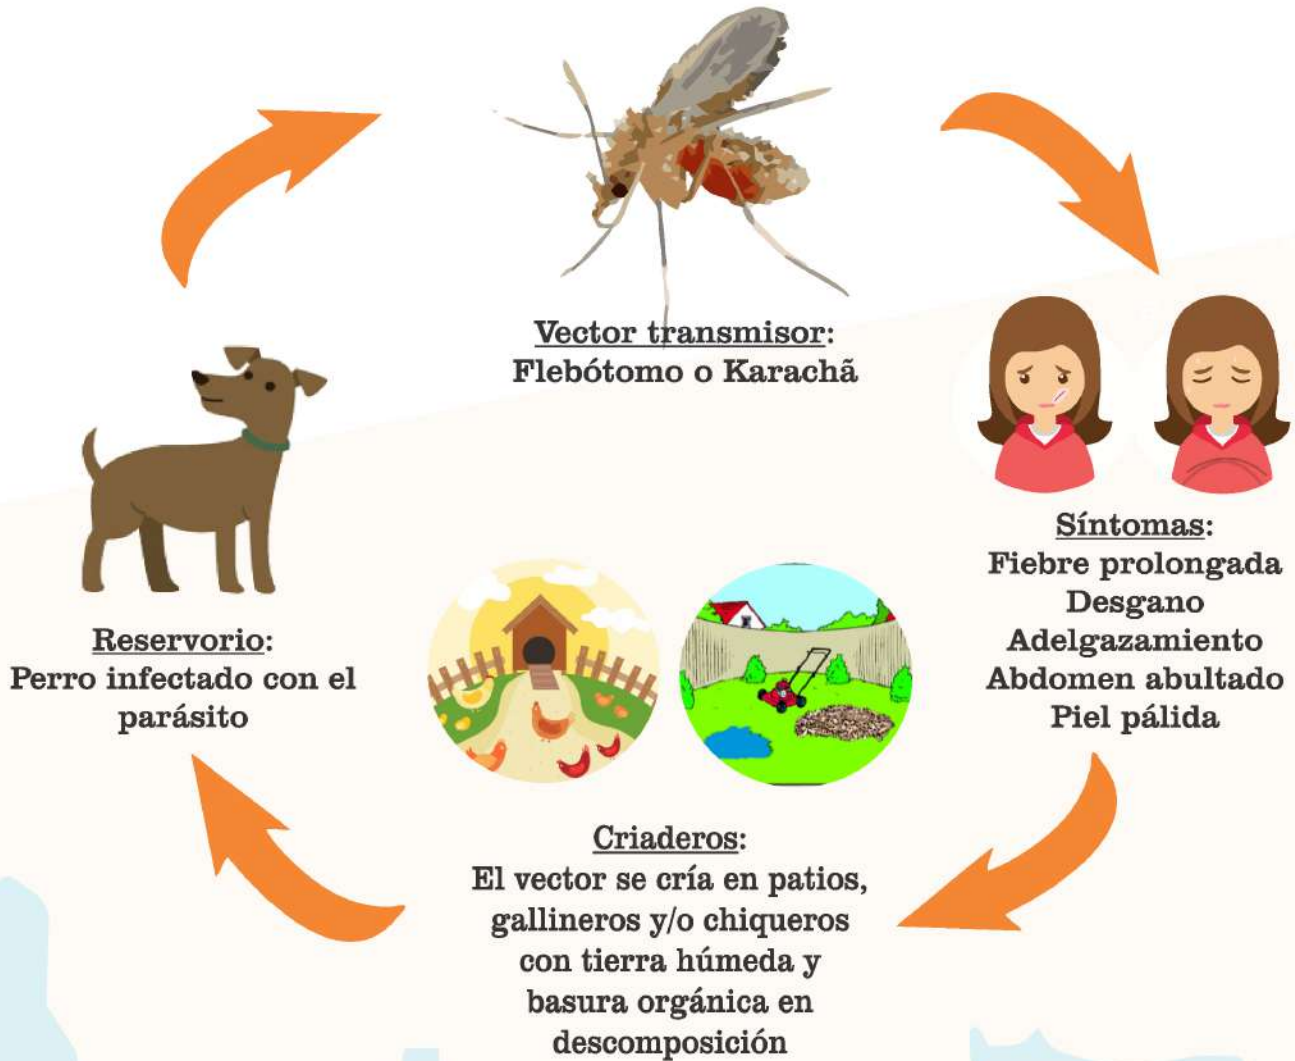 Vector transmisor:
Flebótomo o Karachã
Síntomas:
Fiebre prolongada
Desgano
Adelgazamiento
Abdomen abultado
Piel pálida
Reservorio:
Perro infectado con el
parásito
Criaderos:
El vector se cría en patios,
gallineros y/o chiqueros
con tierra húmeda y
basura orgánica en
descomposición